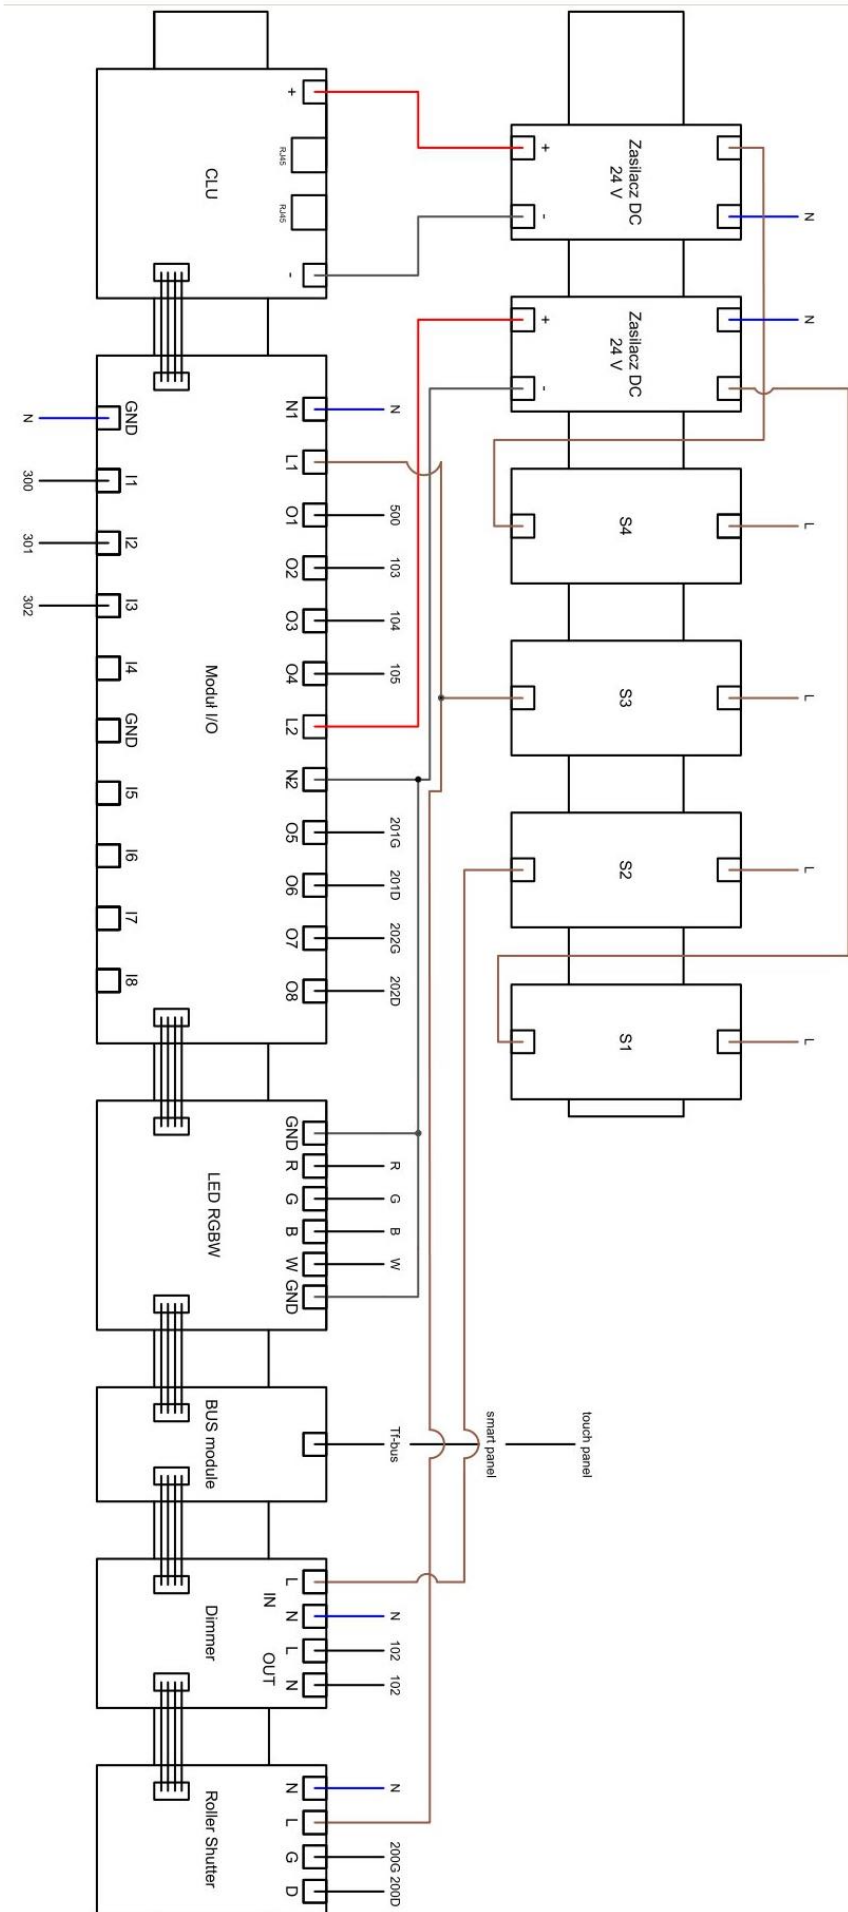 Zasilacz DC
24 V
+
-
N
Zasilacz DC
24 V
+
-
N
S4
L
S3
L
S2
L
S1
L
CLU
+
RJ45
RJ45
-
Moduł I/O
N1
L1
O1
O2
O3
O4
L2
N2
O5
O6
O7
O8
N
500
103
104
105
201G
201D
202G
202D
GND
I1
I2
I3
I4
GND
I5
I6
I7
I8
N
300
301
302
LED RGBW
GND
R
G
B
W
GND
R
G
B
W
BUS module
Tf-bus
smart panel
touch panel
Dimmer
IN
OUT
L
N
L
N
N
102
102
Roller Shutter
N
L
G
D
N
200G
200D